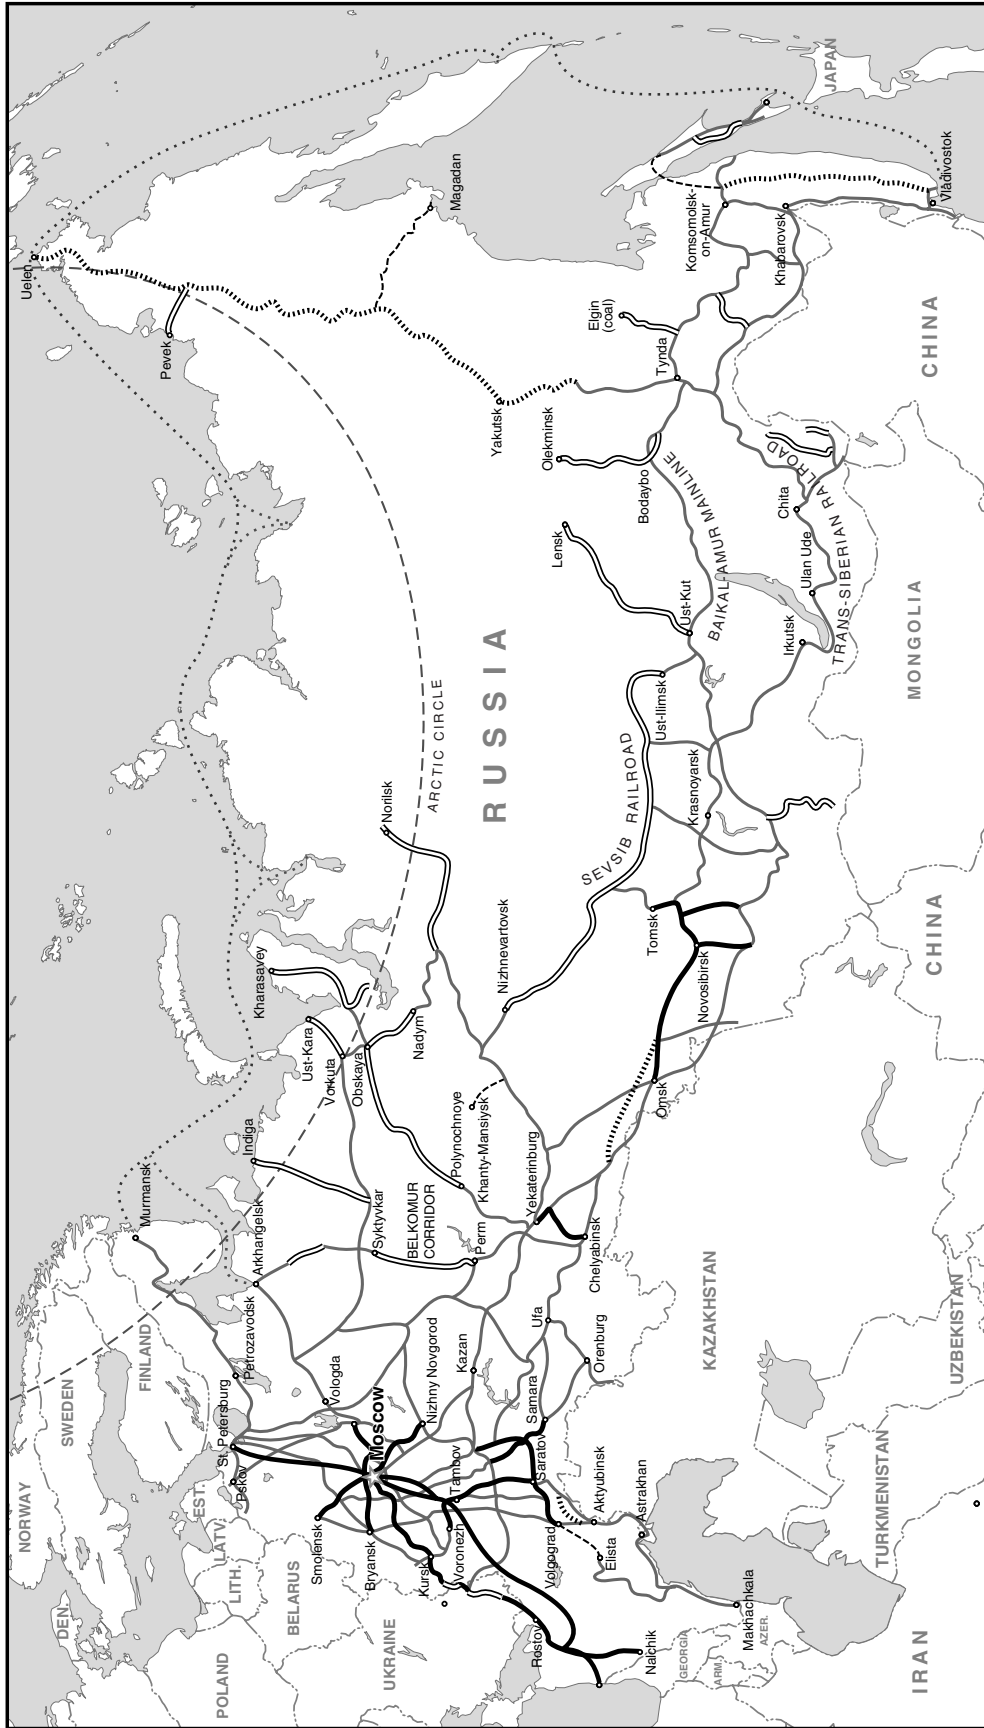 NORWAY
SWEDEN
FINLAND
DEN.
EST.
LATV.
LITH.
POLAND
BELARUS
UKRAINE
GEORGIA
ARM.
AZER.
IRAN
TURKMENISTAN
UZBEKISTAN
KAZAKHSTAN
CHINA
MONGOLIA
CHINA
JAPAN
RUSSIA
ARCTIC CIRCLE
SEVSIB RAILROAD
BAIKAL-AMUR MAINLINE
TRANS-SIBERIAN RAILROAD
BELKOMUR
CORRIDOR
Murmansk
Arkhangelsk
Indiga
Petrozavodsk
St. Petersburg
Pskov
Vologda
Moscow
Smolensk
Bryansk
Kursk
Voronezh
Tambov
Nizhny Novgorod
Kazan
Samara
Saratov
Volgograd
Rostov
Elista
Aktyubinsk
Astrakhan
Makhachkala
Nalchik
Ufa
Orenburg
Chelyabinsk
Yekaterinburg
Perm
Syktyvkar
Polynochnoye
Khanty-Mansiysk
Ust-Kara
Vorkuta
Obskaya
Kharasavey
Nadym
Norilsk
Nizhnevartovsk
Omsk
Novosibirsk
Tomsk
Krasnoyarsk
Ust-Ilimsk
Ust-Kut
Irkutsk
Ulan Ude
Chita
Lensk
Bodaybo
Olekminsk
Yakutsk
Tynda
Elgin
(coal)
Komsomolsk-
on-Amur
Khabarovsk
Vladivostok
Magadan
Pevek
Uelen